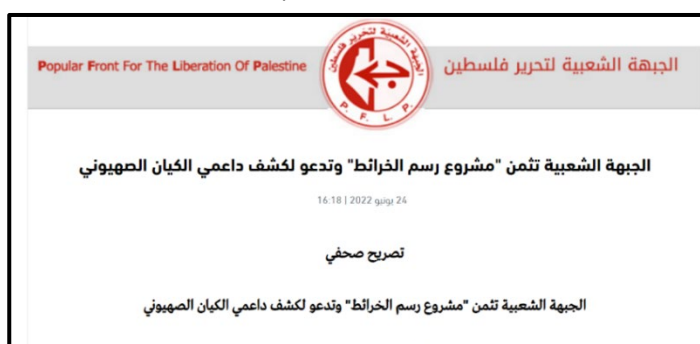 Popular Front For The Liberation Of Palestine
الجبهة الشعبية لتحرير فلسطين
P. F. L. P.
الجبهة الشعبية تثمن "مشروع رسم الخرائط" وتدعو لكشف داعمي الكيان الصهيوني
24 يونيو 2022 | 16:18
تصريح صحفي
الجبهة الشعبية تثمن "مشروع رسم الخرائط" وتدعو لكشف داعمي الكيان الصهيوني